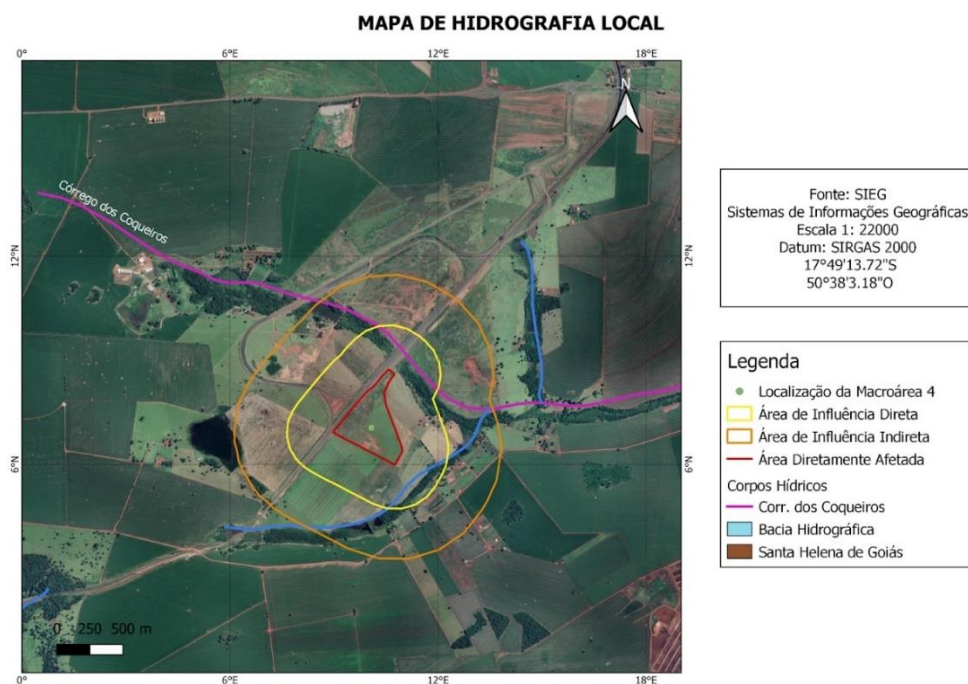 MAPA DE HIDROGRAFIA LOCAL
0°
6°E
12°E
18°E
N
Córrego dos Coqueiros
12°N
12°N
6°N
6°N
0 250 500 m
Fonte: SIEG
Sistemas de Informações Geográficas
Escala 1: 22000
Datum: SIRGAS 2000
17°49'13.72"S
50°38'3.18"O
Legenda
Localização da Macroárea 4
Área de Influência Direta
Área de Influência Indireta
Área Diretamente Afetada
Corpos Hídricos
Corr. dos Coqueiros
Bacia Hidrográfica
Santa Helena de Goiás
0°
6°E
12°E
18°E